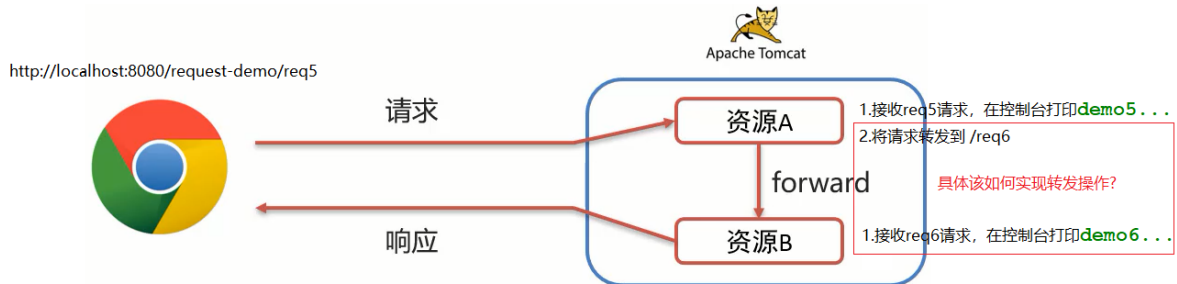 Apache Tomcat
http://localhost:8080/request-demo/req5
请求
资源A
1.接收req5请求，在控制台打印demo5...
2.将请求转发到 /req6
forward
具体该如何实现转发操作?
响应
资源B
1.接收req6请求，在控制台打印demo6...